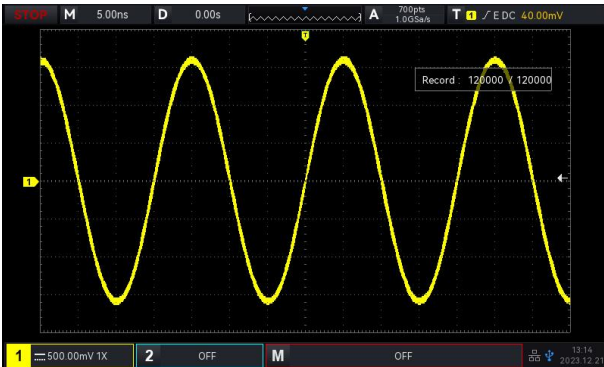 STOP M 5.00ns D 0.00s A 700pts 1.0GSa/s T 1 E DC 40.00mV
T
Record : 120000 / 120000
1
1 500.00mV 1X 2 OFF M OFF 13:14
2023.12.21